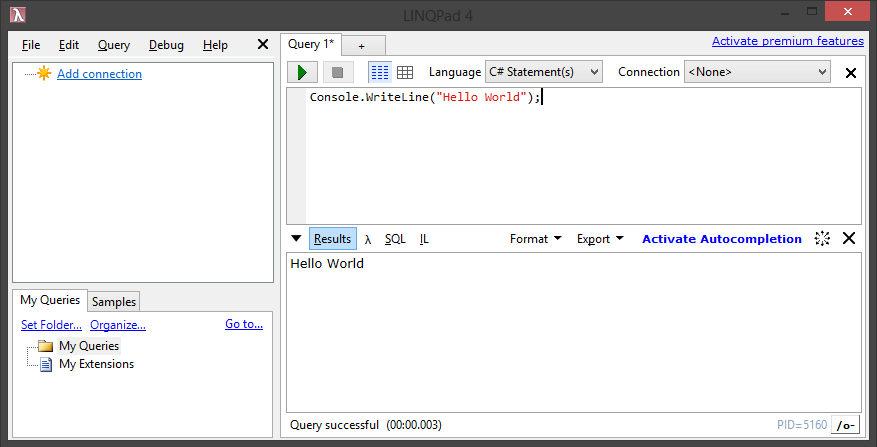 LINQPad 4
File Edit Query Debug Help
Add connection
My Queries Samples
Set Folder... Organize... Go to...
My Queries
My Extensions
Query 1* +
Activate premium features
Language C# Statement(s) Connection <None>
Console.WriteLine("Hello World");
Results λ SQL IL Format Export Activate Autocompletion
Hello World
Query successful (00:00.003) PID=5160 /o-